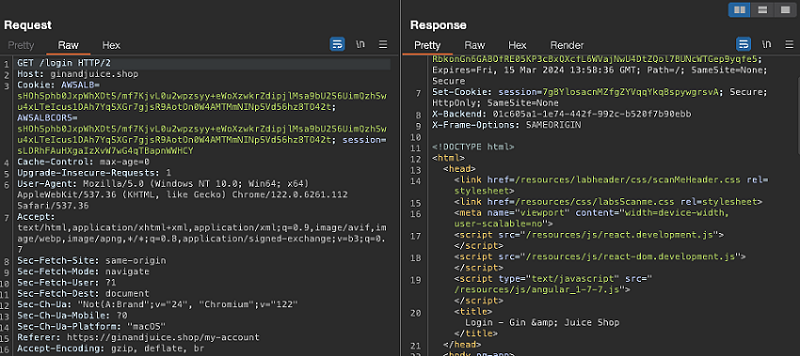 Request
Pretty Raw Hex
\n
1 GET /login HTTP/2
2 Host: ginandjuice.shop
3 Cookie: AWSALB=
sHOhSphb0JxpWhXDtS/mf7KjvL0u2wpzsyy+eWoXzwkrZdipjlMsa9bU2S6UimQzhSw
u4xLTeIcus1DAh7Yq5XGr7gjsR9AotOn0W4AMTMmNINpSVd56hz8TO42t;
AWSALBCORS=
sHOhSphb0JxpWhXDtS/mf7KjvL0u2wpzsyy+eWoXzwkrZdipjlMsa9bU2S6UimQzhSw
u4xLTeIcus1DAh7Yq5XGr7gjsR9AotOn0W4AMTMmNINpSVd56hz8TO42t; session=
sLDRhFAuHXgaIzXvW7wG4qTBapnWWHCY
4 Cache-Control: max-age=0
5 Upgrade-Insecure-Requests: 1
6 User-Agent: Mozilla/5.0 (Windows NT 10.0; Win64; x64)
AppleWebKit/537.36 (KHTML, like Gecko) Chrome/122.0.6261.112
Safari/537.36
7 Accept:
text/html,application/xhtml+xml,application/xml;q=0.9,image/avif,im
age/webp,image/apng,*/*;q=0.8,application/signed-exchange;v=b3;q=0.
7
8 Sec-Fetch-Site: same-origin
9 Sec-Fetch-Mode: navigate
10 Sec-Fetch-User: ?1
11 Sec-Fetch-Dest: document
12 Sec-Ch-Ua: "Not(A:Brand";v="24", "Chromium";v="122"
13 Sec-Ch-Ua-Mobile: ?0
14 Sec-Ch-Ua-Platform: "macOS"
15 Referer: https://ginandjuice.shop/my-account
16 Accept-Encoding: gzip, deflate, br
Response
Pretty Raw Hex Render
\n
RbkonGn6GABOfRE05KP3cBxQXcfL6WVajNwU4DtZQol7BUNcWTGep9yqfe5;
Expires=Fri, 15 Mar 2024 13:58:36 GMT; Path=/; SameSite=None;
Secure
7 Set-Cookie: session=7gBYlosacnMZfgZYVqqYkqBspywgrsvA; Secure;
HttpOnly; SameSite=None
8 X-Backend: 01c605a1-1e74-442f-992c-b520f7b90ebb
9 X-Frame-Options: SAMEORIGIN
10
11 <!DOCTYPE html>
12 <html>
13 <head>
14 <link href=/resources/labheader/css/scanMeHeader.css rel=
stylesheet>
15 <link href=/resources/css/labsScanme.css rel=stylesheet>
16 <meta name="viewport" content="width=device-width,
user-scalable=no">
17 <script src="/resources/js/react.development.js">
</script>
18 <script src="/resources/js/react-dom.development.js">
</script>
19 <script type="text/javascript" src="
/resources/js/angular_1-7-7.js">
</script>
20 <title>
Login - Gin &amp; Juice Shop
</title>
21 </head>
22 <body ng-app>